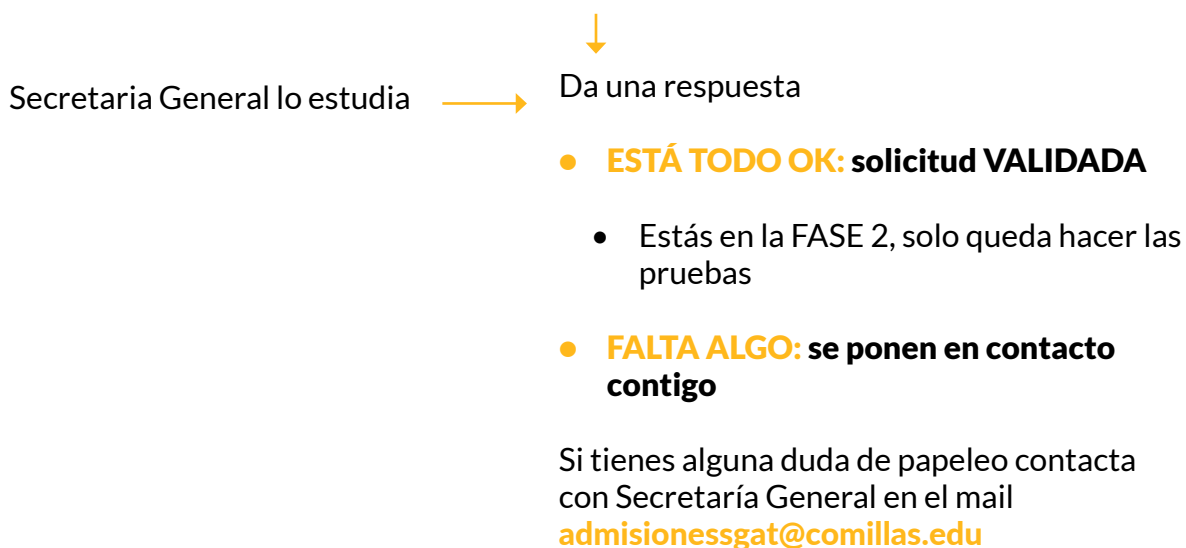 Secretaria General lo estudia
Da una respuesta
ESTÁ TODO OK: solicitud VALIDADA
Estás en la FASE 2, solo queda hacer las
pruebas
FALTA ALGO: se ponen en contacto
contigo
Si tienes alguna duda de papeleo contacta
con Secretaría General en el mail
admisionessgat@comillas.edu